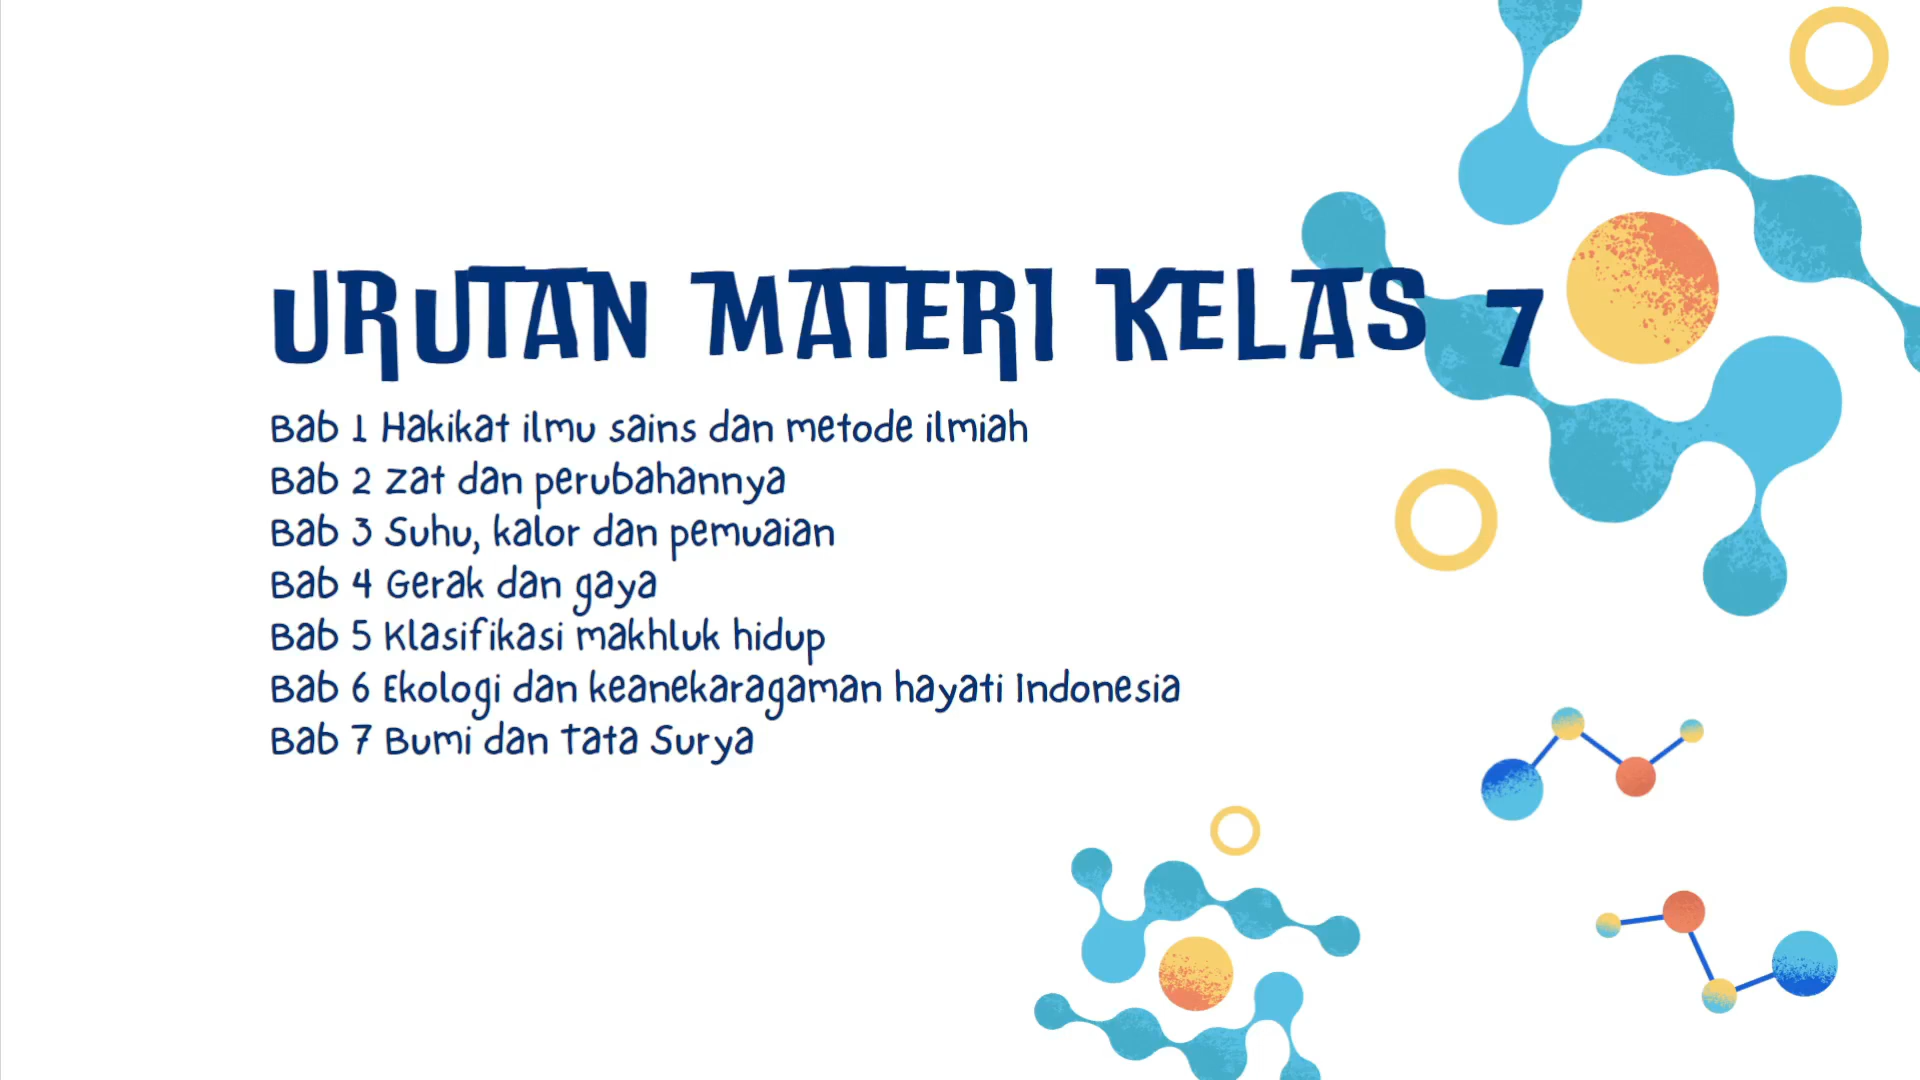 URUTAN MATERI KELAS 7
Bab 1 Hakikat ilmu sains dan metode ilmiah
Bab 2 Zat dan perubahannya
Bab 3 Suhu, kalor dan pemuaian
Bab 4 Gerak dan gaya
Bab 5 Klasifikasi makhluk hidup
Bab 6 Ekologi dan keanekaragaman hayati Indonesia
Bab 7 Bumi dan Tata Surya